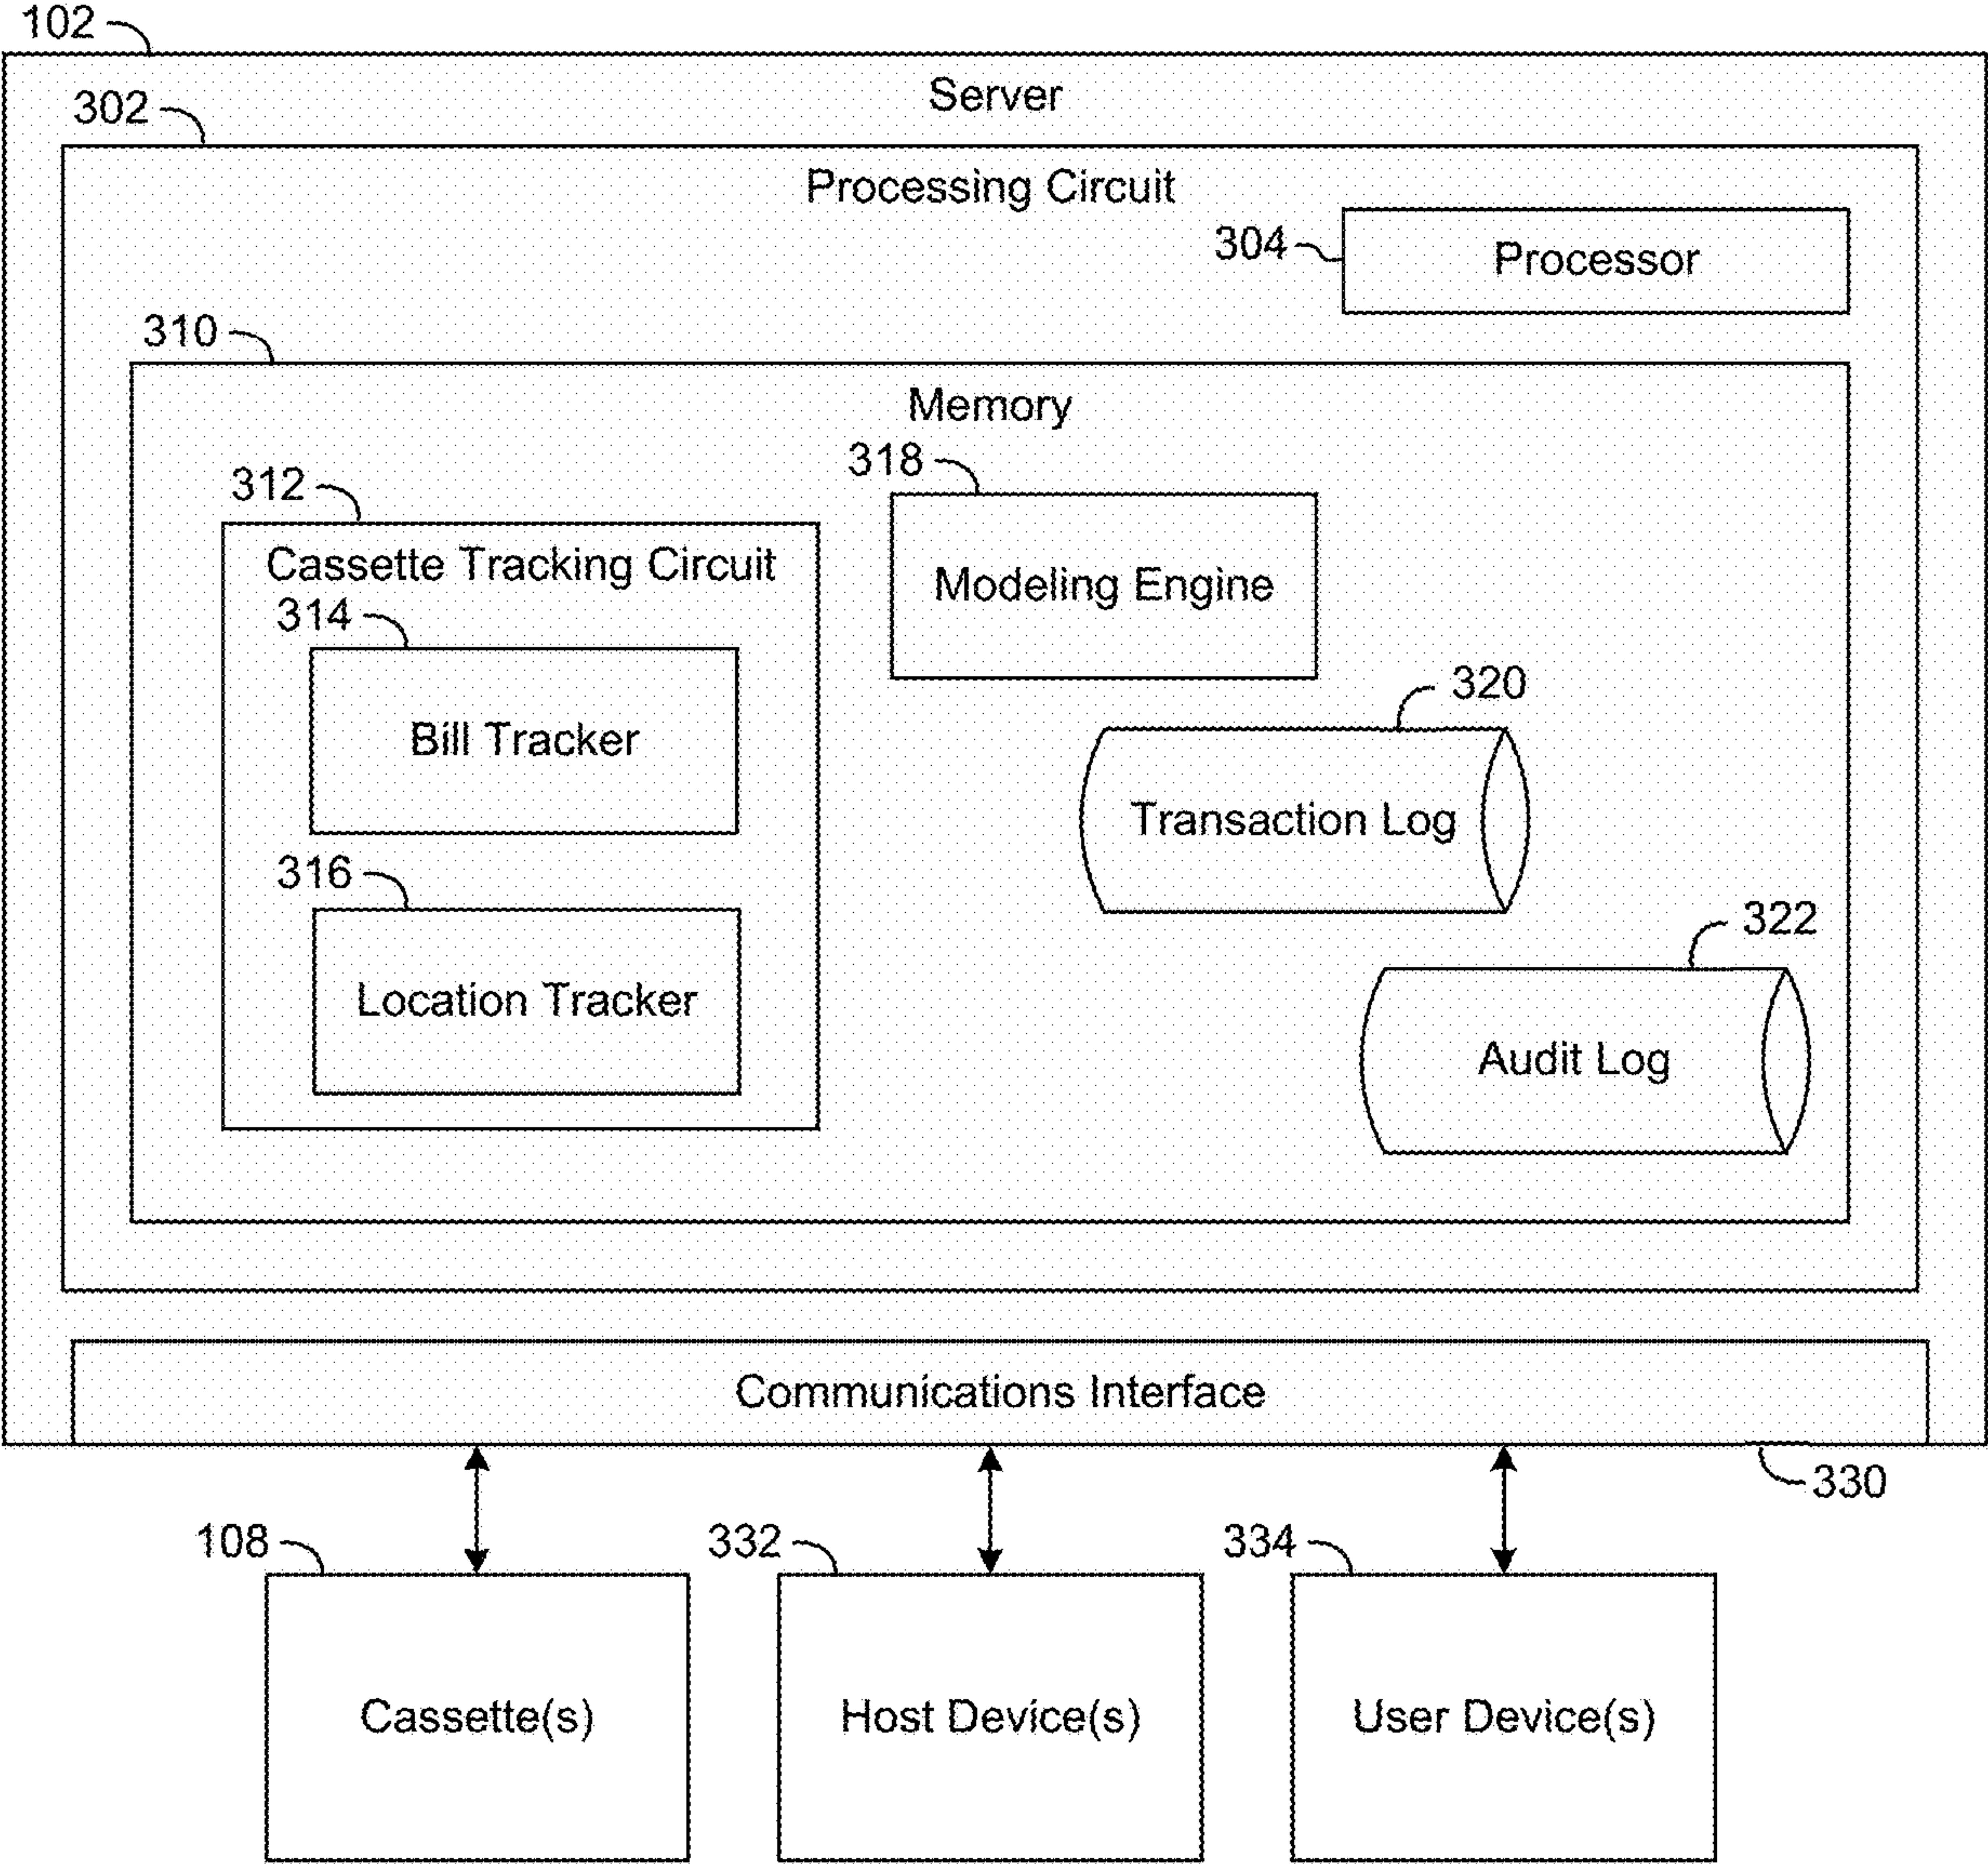 102
Server
302
Processing Circuit
304
Processor
310
Memory
318
312
Cassette Tracking Circuit
Modeling Engine
314
Bill Tracker
320
Transaction Log
316
Location Tracker
322
Audit Log
Communications Interface
330
108
332
334
Cassette(s)
Host Device(s)
User Device(s)